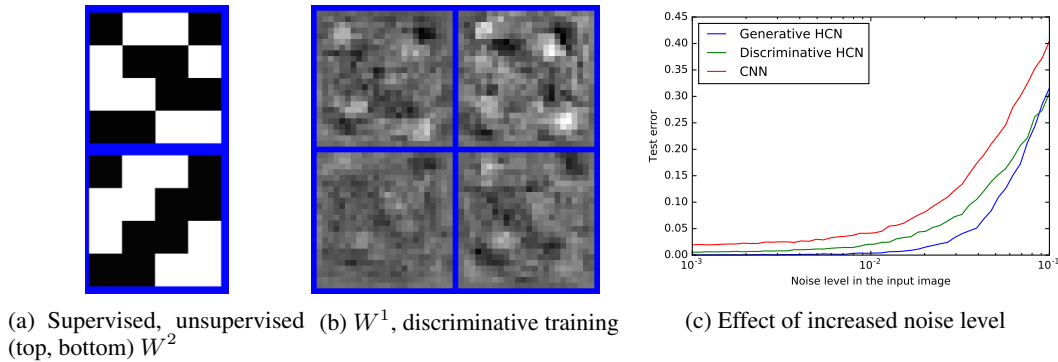 0.45
0.40
0.35
0.30
0.25
0.20
0.15
0.10
0.05
0.00
Test error
Generative HCN
Discriminative HCN
CNN
10^-3
10^-2
10^-1
Noise level in the input image
(a) Supervised, unsupervised
(top, bottom) W^2
(b) W^1, discriminative training
(c) Effect of increased noise level